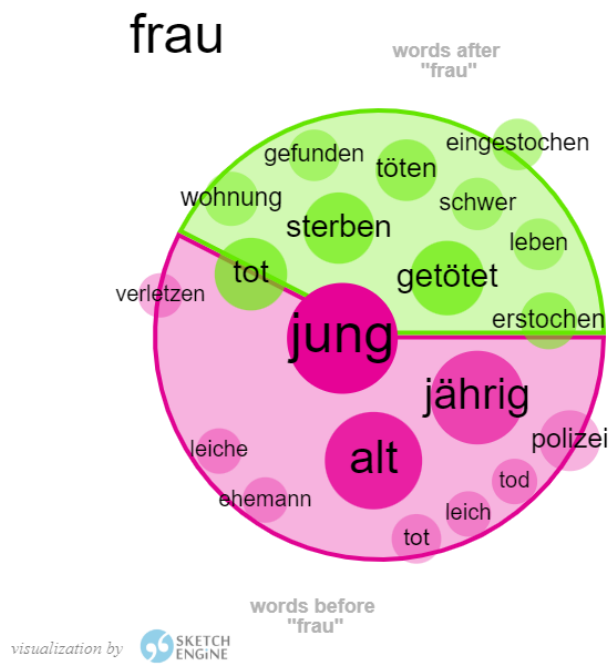 frau
words after
"frau"
gefunden
töten
eingestochen
wohnung
schwer
sterben
leben
tot
getötet
verletzen
erstochen
jung
jährig
alt
polizei
leiche
tod
ehemann
leich
tot
words before
"frau"
visualization by SKETCH
ENGINE